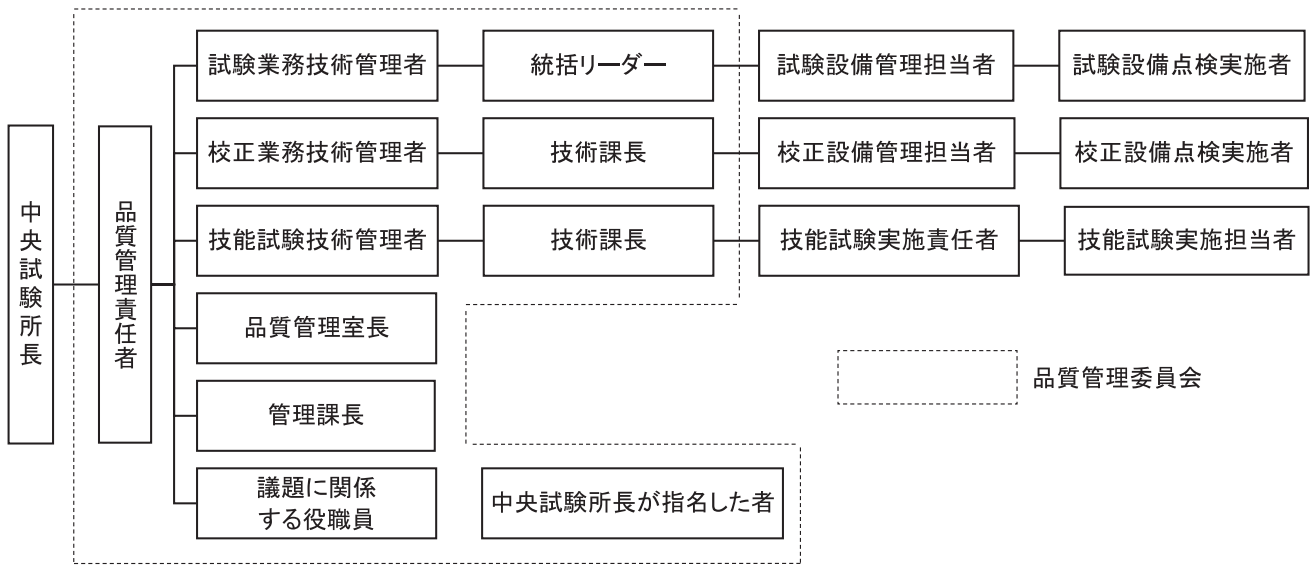 中央試験所長
品質管理責任者
試験業務技術管理者
統括リーダー
試験設備管理担当者
試験設備点検実施者
校正業務技術管理者
技術課長
校正設備管理担当者
校正設備点検実施者
技能試験技術管理者
技術課長
技能試験実施責任者
技能試験実施担当者
品質管理室長
管理課長
議題に関係
する役職員
中央試験所長が指名した者
品質管理委員会